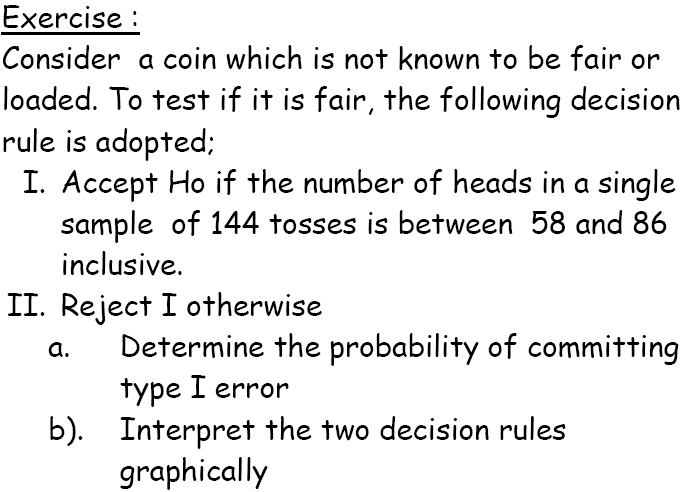 Exercise :
Consider a coin which is not known to be fair or
loaded. To test if it is fair, the following decision
rule is adopted;
I. Accept Ho if the number of heads in a single
sample of 144 tosses is between 58 and 86
inclusive.
II. Reject I otherwise
a. Determine the probability of committing
type I error
b). Interpret the two decision rules
graphically